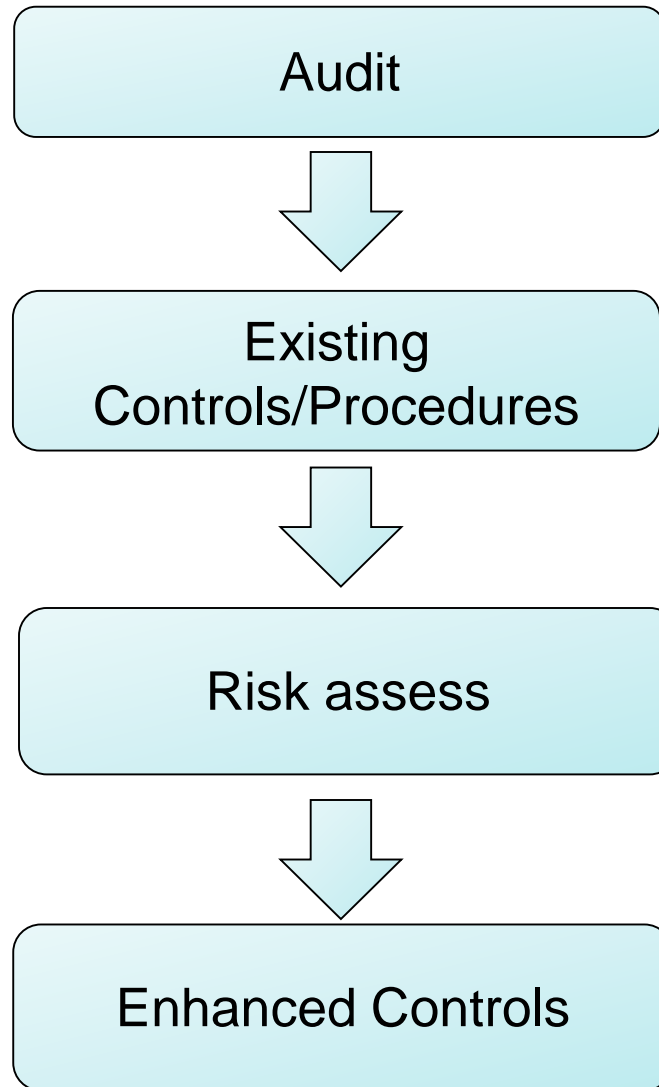 Audit
Existing
Controls/Procedures
Risk assess
Enhanced Controls